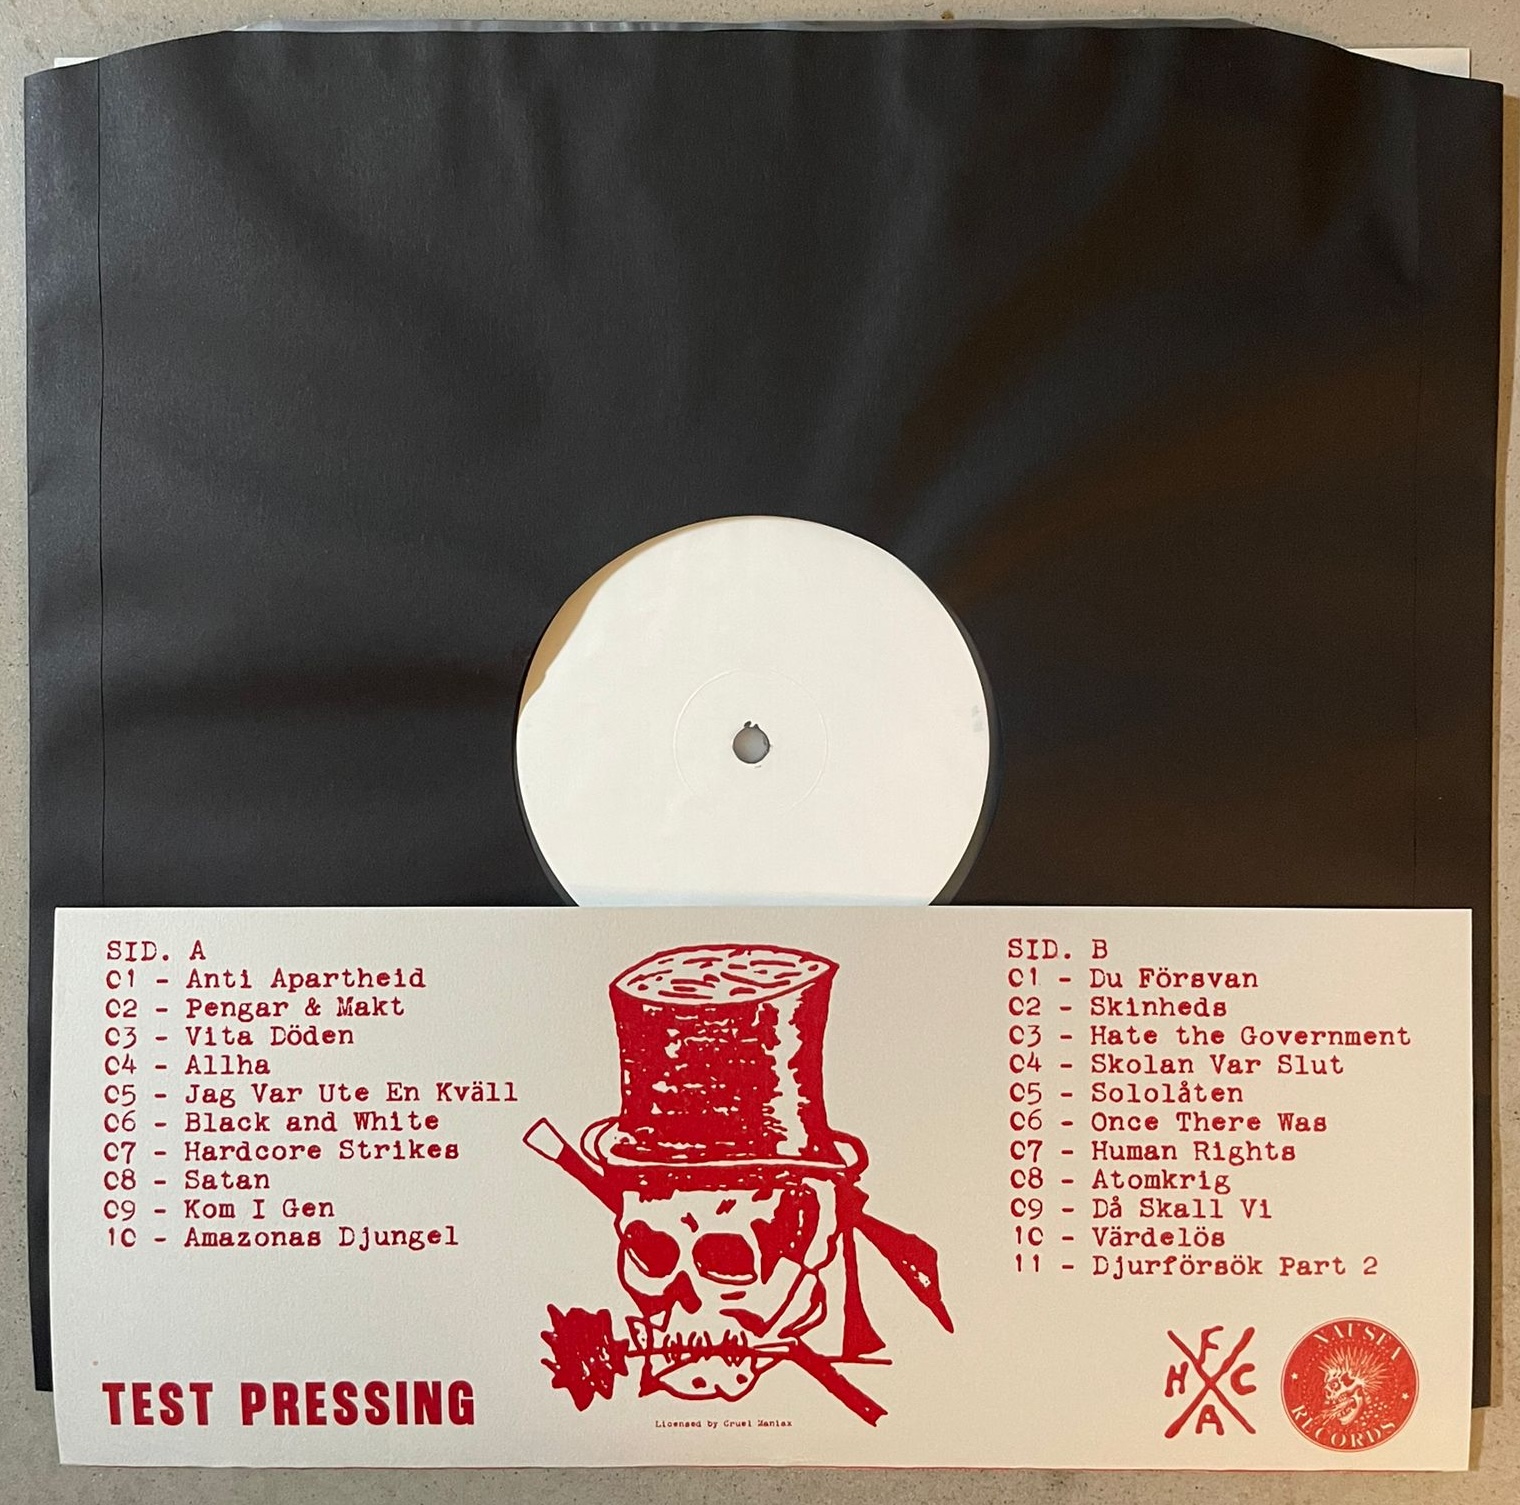 SID. A
01 - Anti Apartheid
02 - Pengar & Makt
03 - Vita Döden
04 - Allha
05 - Jag Var Ute En Kväll
06 - Black and White
07 - Hardcore Strikes
08 - Satan
09 - Kom I Gen
10 - Amazonas Djungel
TEST PRESSING
Licensed by Cruel Maniax
SID. B
01 - Du Försvan
02 - Skinheds
03 - Hate the Government
04 - Skolan Var Slut
05 - Sololåten
06 - Once There Was
07 - Human Rights
08 - Atomkrig
09 - Då Skall Vi
10 - Värdelös
11 - Djurförsök Part 2
F
H C
A
NAUSEA
RECORDS